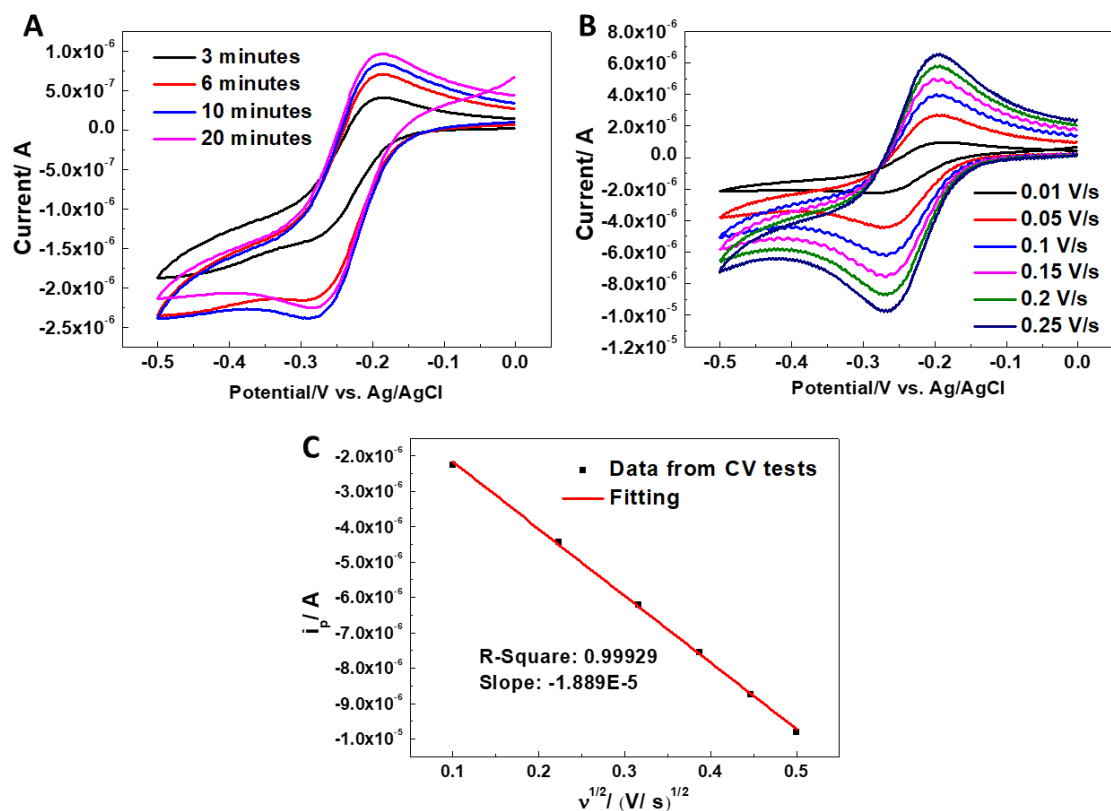 A
1.0x10⁻⁶
5.0x10⁻⁷
0.0
-5.0x10⁻⁷
-1.0x10⁻⁶
-1.5x10⁻⁶
-2.0x10⁻⁶
-2.5x10⁻⁶
Current/ A
3 minutes
6 minutes
10 minutes
20 minutes
-0.5 -0.4 -0.3 -0.2 -0.1 0.0
Potential/V vs. Ag/AgCl
B
8.0x10⁻⁶
6.0x10⁻⁶
4.0x10⁻⁶
2.0x10⁻⁶
0.0
-2.0x10⁻⁶
-4.0x10⁻⁶
-6.0x10⁻⁶
-8.0x10⁻⁶
-1.0x10⁻⁵
-1.2x10⁻⁵
Current/ A
0.01 V/s
0.05 V/s
0.1 V/s
0.15 V/s
0.2 V/s
0.25 V/s
-0.5 -0.4 -0.3 -0.2 -0.1 0.0
Potential/V vs. Ag/AgCl
C
-2.0x10⁻⁶
-3.0x10⁻⁶
-4.0x10⁻⁶
-5.0x10⁻⁶
-6.0x10⁻⁶
-7.0x10⁻⁶
-8.0x10⁻⁶
-9.0x10⁻⁶
-1.0x10⁻⁵
iₚ/ A
Data from CV tests
Fitting
R-Square: 0.99929
Slope: -1.889E-5
0.1 0.2 0.3 0.4 0.5
ν¹ᐟ²/ (V/ s)¹ᐟ²